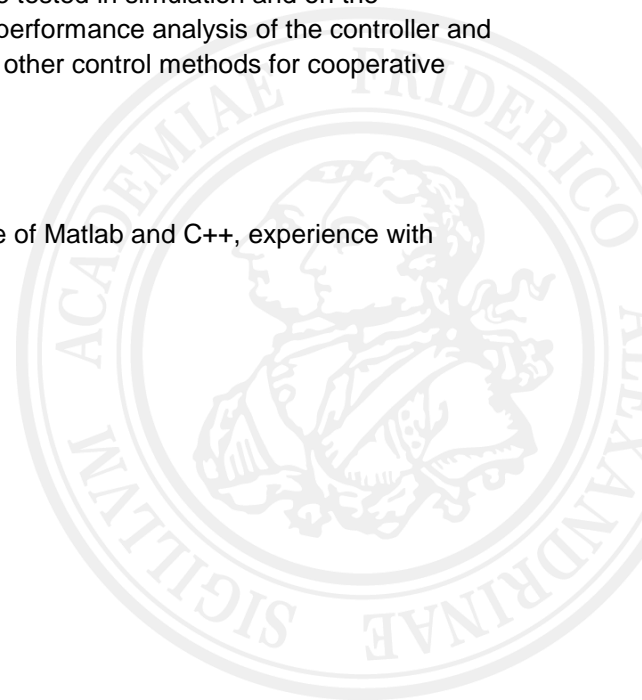 tested in simulation and on the
performance analysis of the controller and
other control methods for cooperative
e of Matlab and C++, experience with
SIGILLVM ACADEMIAE FRIDERICO ALEXANDRINAE